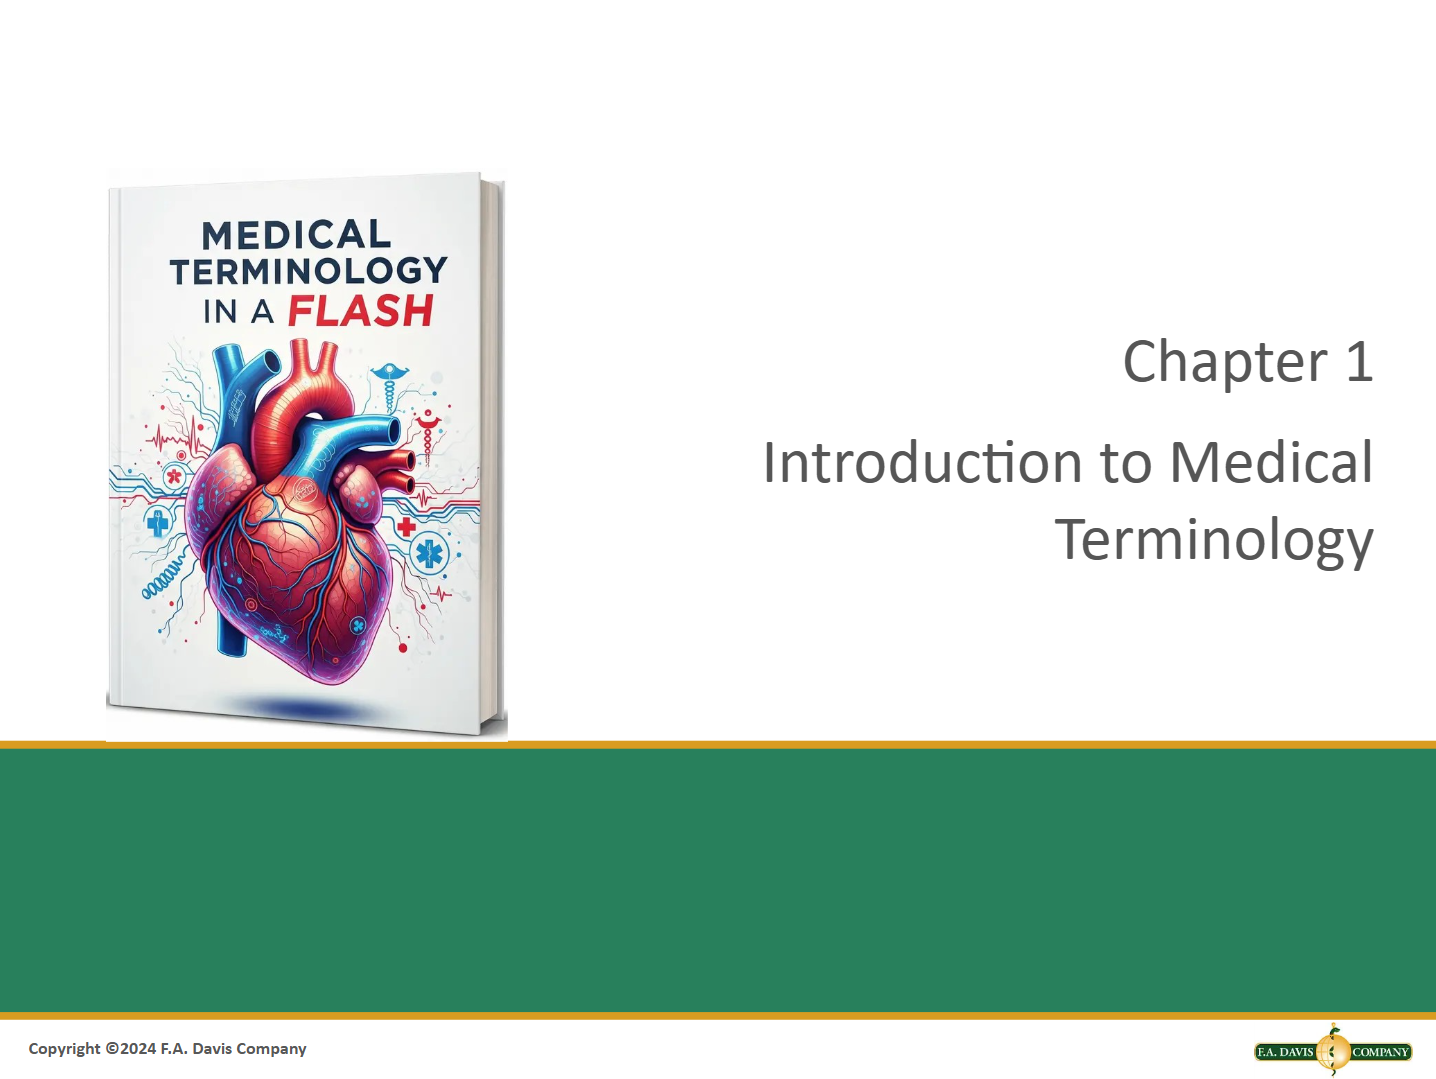 MEDICAL
TERMINOLOGY
IN A FLASH
Chapter 1
Introduction to Medical
Terminology
Copyright ©2024 F.A. Davis Company
F.A. DAVIS COMPANY